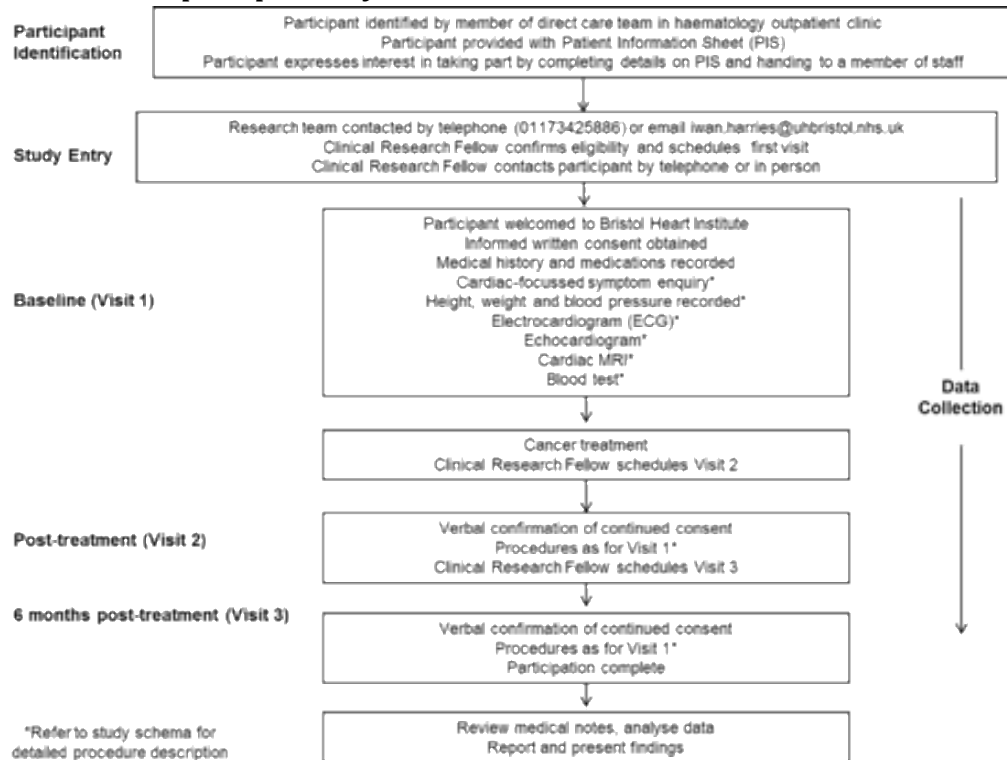 Participant
Identification
Participant identified by member of direct care team in haematology outpatient clinic
Participant provided with Patient Information Sheet (PIS)
Participant expresses interest in taking part by completing details on PIS and handing to a member of staff
Study Entry
Research team contacted by telephone (01173425886) or email iwan.harries@uhbristol.nhs.uk
Clinical Research Fellow confirms eligibility and schedules first visit
Clinical Research Fellow contacts participant by telephone or in person
Baseline (Visit 1)
Participant welcomed to Bristol Heart Institute
Informed written consent obtained
Medical history and medications recorded
Cardiac-focussed symptom enquiry*
Height, weight and blood pressure recorded*
Electrocardiogram (ECG)*
Echocardiogram*
Cardiac MRI*
Blood test*
Data
Collection
Cancer treatment
Clinical Research Fellow schedules Visit 2
Post-treatment (Visit 2)
Verbal confirmation of continued consent
Procedures as for Visit 1*
Clinical Research Fellow schedules Visit 3
6 months post-treatment (Visit 3)
Verbal confirmation of continued consent
Procedures as for Visit 1*
Participation complete
*Refer to study schema for
detailed procedure description
Review medical notes, analyse data
Report and present findings